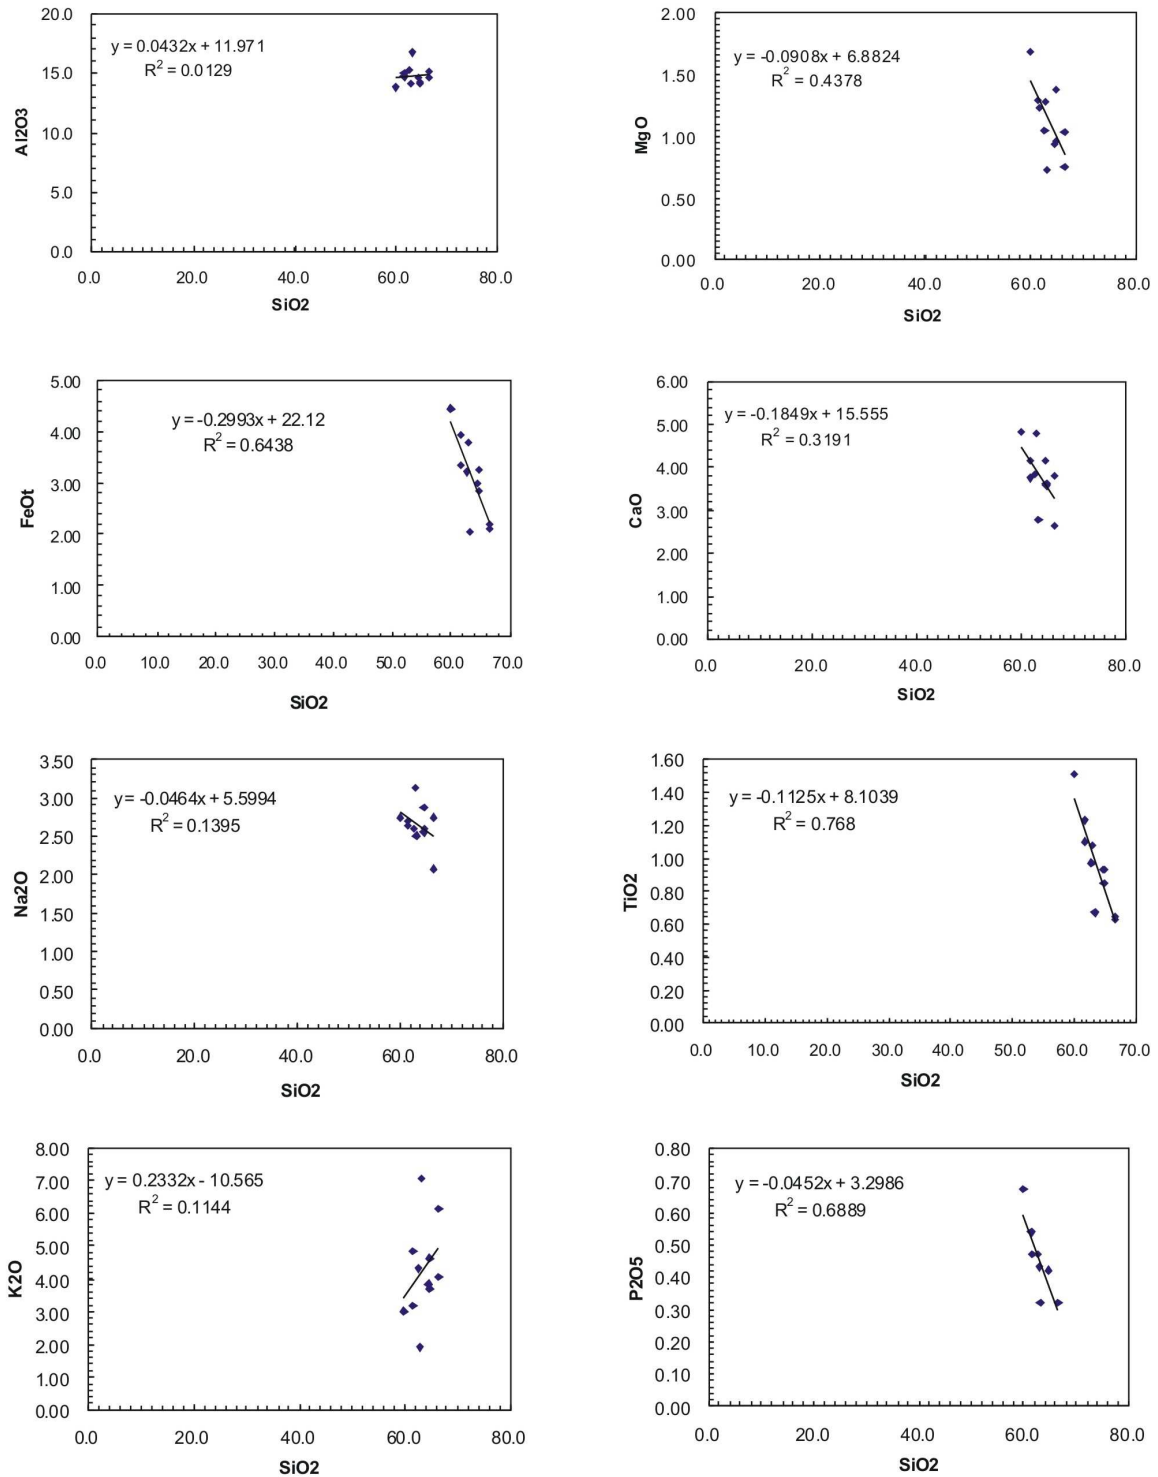 20.0
15.0
10.0
5.0
0.0
Al2O3
y = 0.0432x + 11.971
R2 = 0.0129
0.0 20.0 40.0 60.0 80.0
SiO2
2.00
1.50
1.00
0.50
0.00
MgO
y = -0.0908x + 6.8824
R2 = 0.4378
0.0 20.0 40.0 60.0 80.0
SiO2
5.00
4.00
3.00
2.00
1.00
0.00
FeOt
y = -0.2993x + 22.12
R2 = 0.6438
0.0 10.0 20.0 30.0 40.0 50.0 60.0 70.0
SiO2
6.00
5.00
4.00
3.00
2.00
1.00
0.00
CaO
y = -0.1849x + 15.555
R2 = 0.3191
0.0 20.0 40.0 60.0 80.0
SiO2
3.50
3.00
2.50
2.00
1.50
1.00
0.50
0.00
Na2O
y = -0.0464x + 5.5994
R2 = 0.1395
0.0 20.0 40.0 60.0 80.0
SiO2
1.60
1.40
1.20
1.00
0.80
0.60
0.40
0.20
0.00
TiO2
y = -0.1125x + 8.1039
R2 = 0.768
0.0 10.0 20.0 30.0 40.0 50.0 60.0 70.0
SiO2
8.00
7.00
6.00
5.00
4.00
3.00
2.00
1.00
0.00
K2O
y = 0.2332x - 10.565
R2 = 0.1144
0.0 20.0 40.0 60.0 80.0
SiO2
0.80
0.70
0.60
0.50
0.40
0.30
0.20
0.10
0.00
P2O5
y = -0.0452x + 3.2986
R2 = 0.6889
0.0 20.0 40.0 60.0 80.0
SiO2